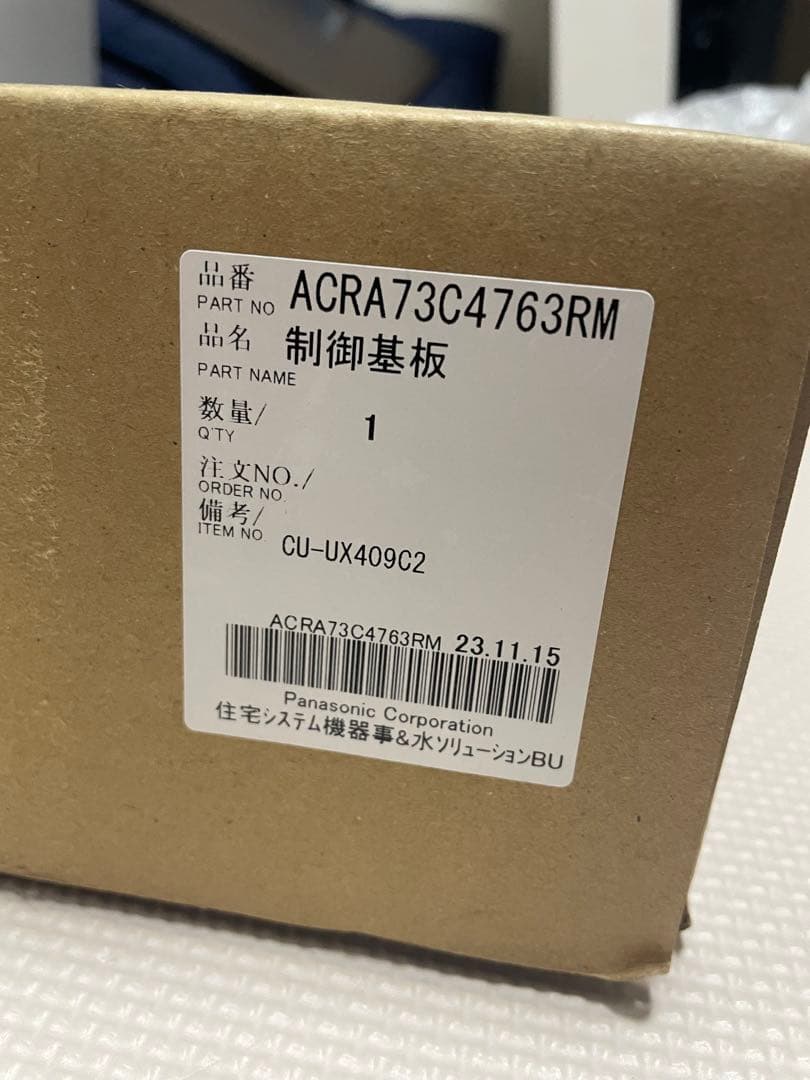 品番 ACRA73C4763RM
PART NO
品名 制御基板
PART NAME
数量/ 1
Q'TY
注文NO./
ORDER NO.
備考/
ITEM NO. CU-UX409C2
ACRA73C4763RM 23.11.15
Panasonic Corporation
住宅システム機器事&水ソリューションBU